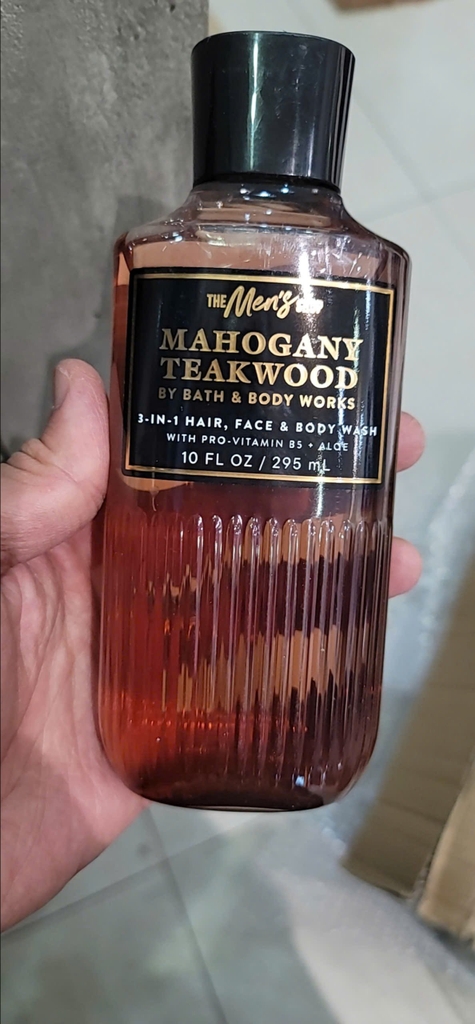 THE Men's
MAHOGANY
TEAKWOOD
BY BATH & BODY WORKS
3-IN-1 HAIR, FACE & BODY WASH
WITH PRO-VITAMIN B5 + ALOE
10 FL OZ / 295 mL